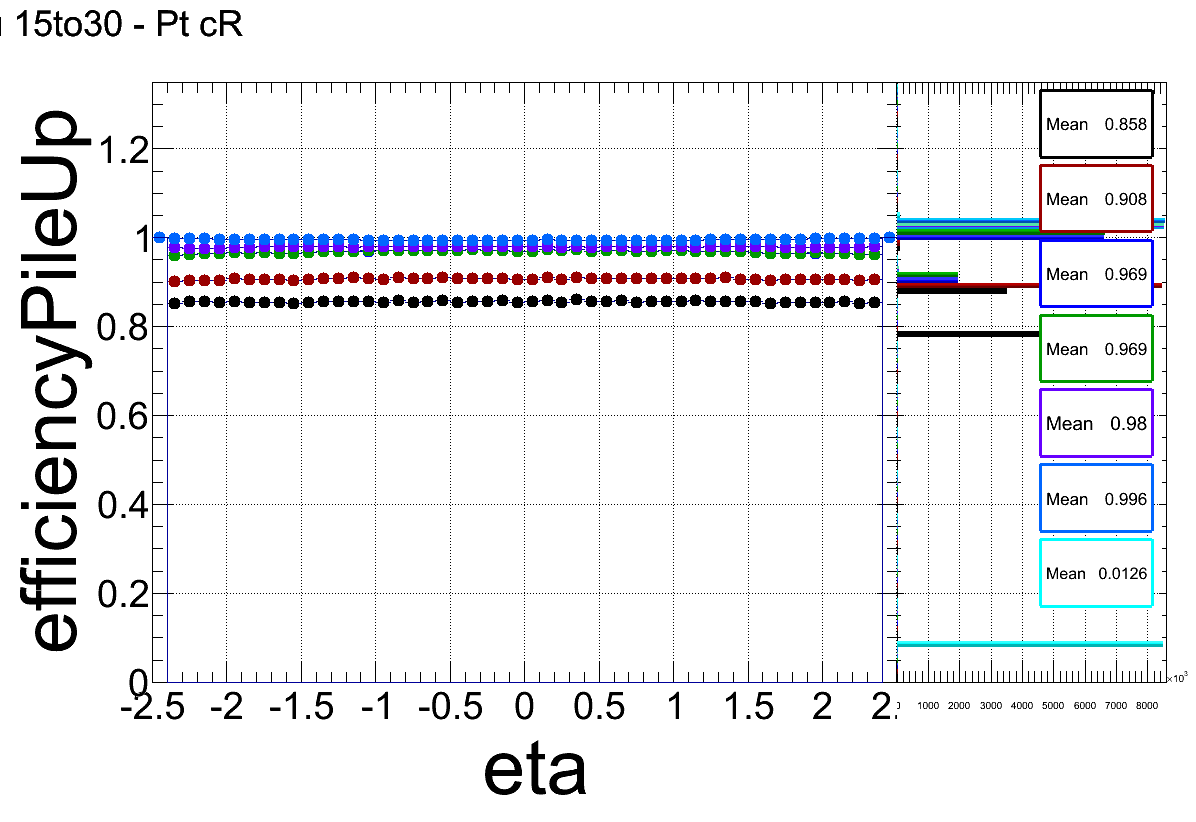 15to30 - Pt cR
efficiencyPileUp
1.2
1
0.8
0.6
0.4
0.2
0
-2.5 -2 -1.5 -1 -0.5 0 0.5 1 1.5 2 2.
eta
Mean 0.858
Mean 0.908
Mean 0.969
Mean 0.969
Mean 0.98
Mean 0.996
Mean 0.0126
×10³
1000 2000 3000 4000 5000 6000 7000 8000